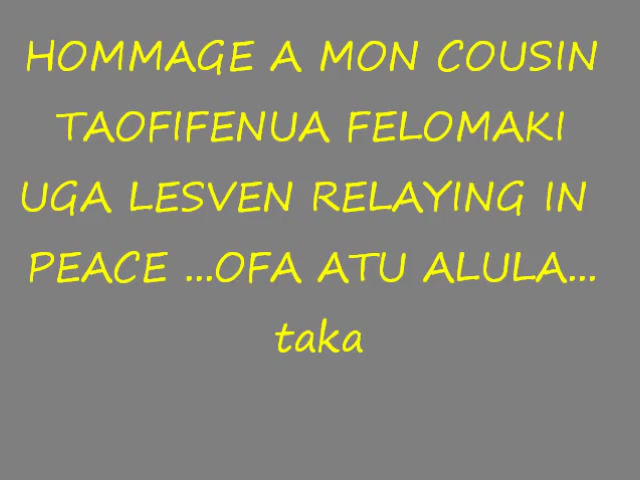 HOMMAGE A MON COUSIN
TAOFIFENUA FELOMAKI
UGA LESVEN RELAYING IN
PEACE ...OFA ATU ALULA...
taka